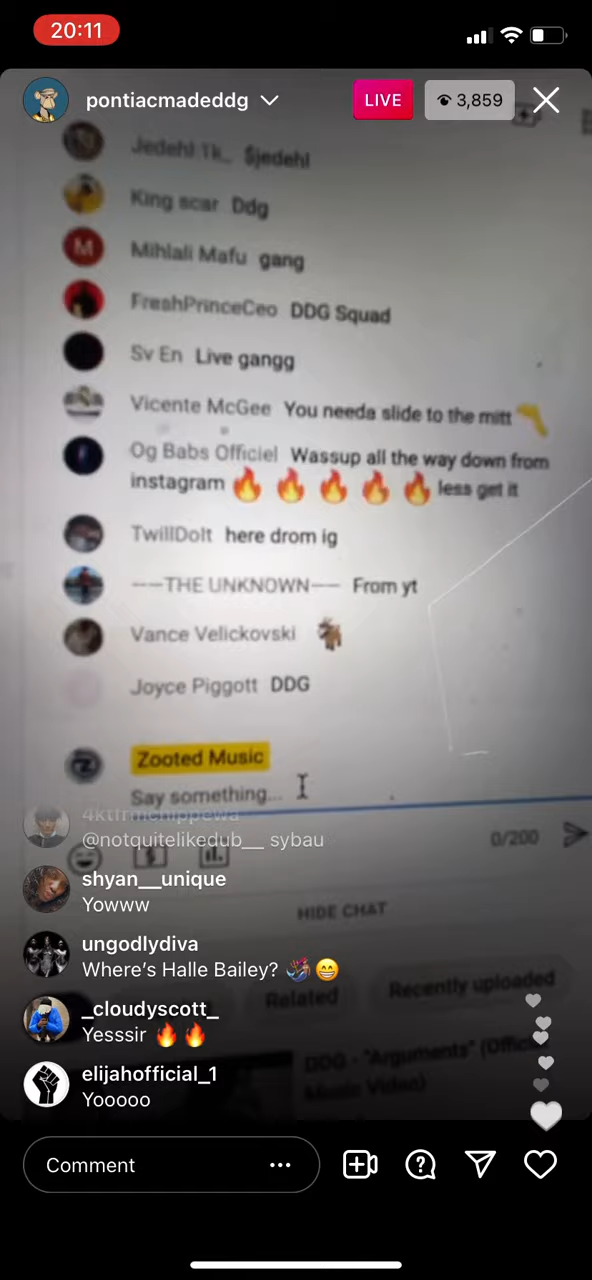 20:11
pontiacmadeddg
LIVE
3,859
Jedehl 1k_ $jedehl
King scar Ddg
M
Mihlali Mafu gang
FreshPrinceCeo DDG Squad
Sv En Live gangg
Vicente McGee You needa slide to the mitt
Og Babs Officiel Wassup all the way down from
instagram 🔥 🔥 🔥 🔥 🔥 less get it
TwillDoIt here drom ig
——THE UNKNOWN—— From yt
Vance Velickovski 🐐
Joyce Piggott DDG
Zooted Music
Say something...
@notquitelikedub__ sybau
0/200
shyan__unique
Yowww
HIDE CHAT
ungodlydiva
Where's Halle Bailey? 😁
Related
Recently uploaded
_cloudyscott_
Yesssir 🔥🔥
DDG - "Arguments" (Official
Music Video)
elijahofficial_1
Yooooo
Comment